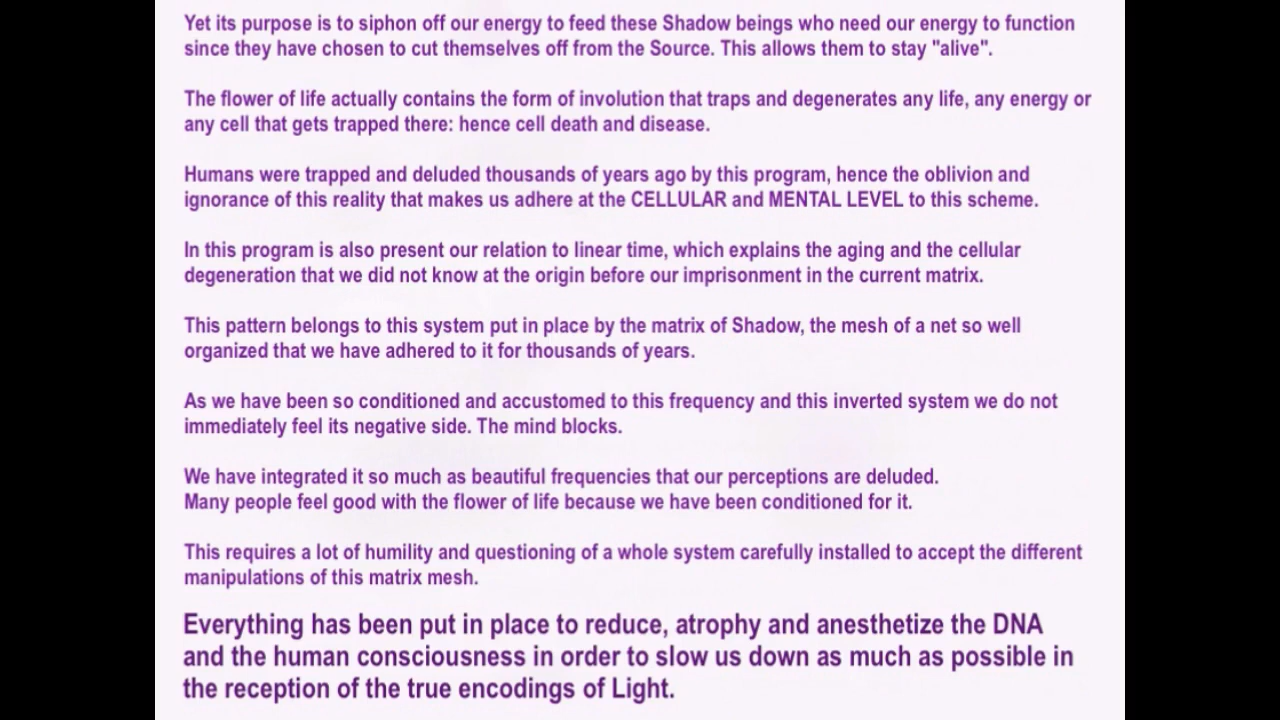 Yet its purpose is to siphon off our energy to feed these Shadow beings who need our energy to function
since they have chosen to cut themselves off from the Source. This allows them to stay "alive".
The flower of life actually contains the form of involution that traps and degenerates any life, any energy or
any cell that gets trapped there: hence cell death and disease.
Humans were trapped and deluded thousands of years ago by this program, hence the oblivion and
ignorance of this reality that makes us adhere at the CELLULAR and MENTAL LEVEL to this scheme.
In this program is also present our relation to linear time, which explains the aging and the cellular
degeneration that we did not know at the origin before our imprisonment in the current matrix.
This pattern belongs to this system put in place by the matrix of Shadow, the mesh of a net so well
organized that we have adhered to it for thousands of years.
As we have been so conditioned and accustomed to this frequency and this inverted system we do not
immediately feel its negative side. The mind blocks.
We have integrated it so much as beautiful frequencies that our perceptions are deluded.
Many people feel good with the flower of life because we have been conditioned for it.
This requires a lot of humility and questioning of a whole system carefully installed to accept the different
manipulations of this matrix mesh.
Everything has been put in place to reduce, atrophy and anesthetize the DNA
and the human consciousness in order to slow us down as much as possible in
the reception of the true encodings of Light.